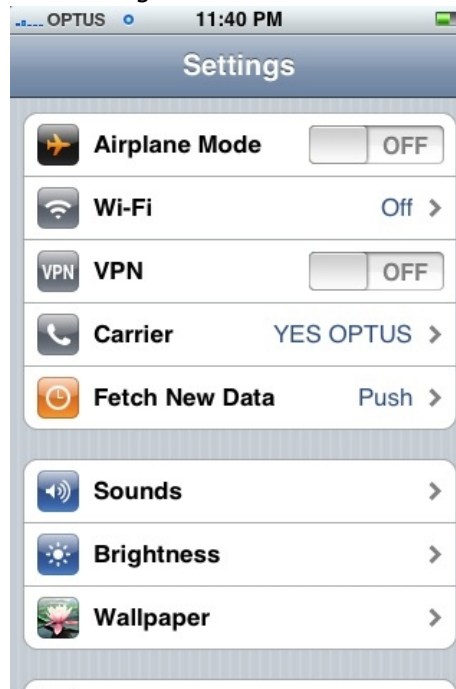 OPTUS 11:40 PM
Settings
Airplane Mode OFF
Wi-Fi Off
VPN VPN OFF
Carrier YES OPTUS
Fetch New Data Push
Sounds
Brightness
Wallpaper